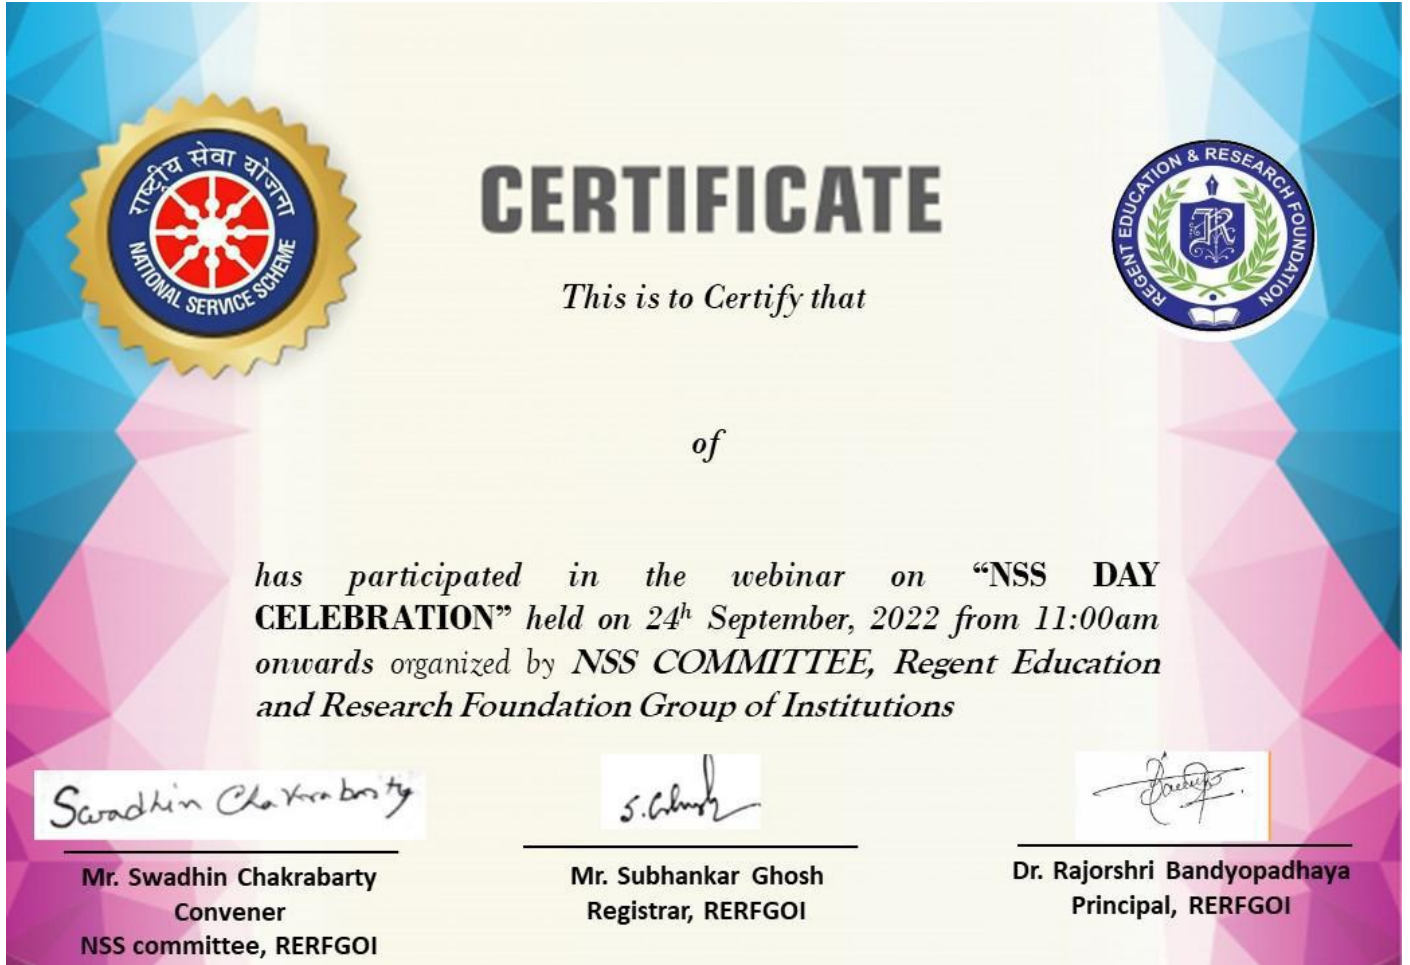 राष्ट्रीय सेवा योजना
NATIONAL SERVICE SCHEME
CERTIFICATE
REGENT EDUCATION & RESEARCH FOUNDATION
R
This is to Certify that
of
has participated in the webinar on “NSS DAY
CELEBRATION” held on 24h September, 2022 from 11:00am
onwards organized by NSS COMMITTEE, Regent Education
and Research Foundation Group of Institutions
Swadhin Chakrabarty
S. Ghosh
Mr. Swadhin Chakrabarty
Convener
NSS committee, RERFGOI
Mr. Subhankar Ghosh
Registrar, RERFGOI
Dr. Rajorshri Bandyopadhaya
Principal, RERFGOI